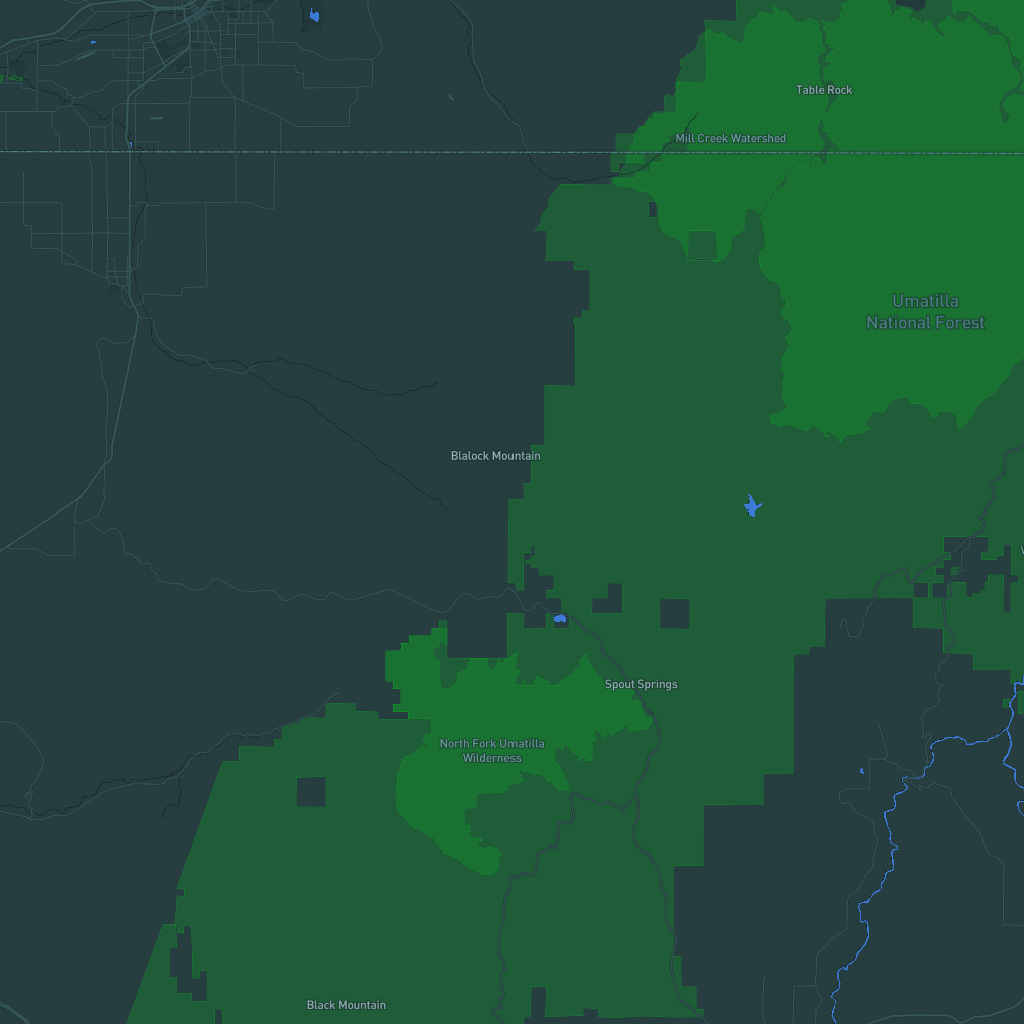 Table Rock
Mill Creek Watershed
Umatilla
National Forest
Blalock Mountain
Spout Springs
North Fork Umatilla
Wilderness
Black Mountain